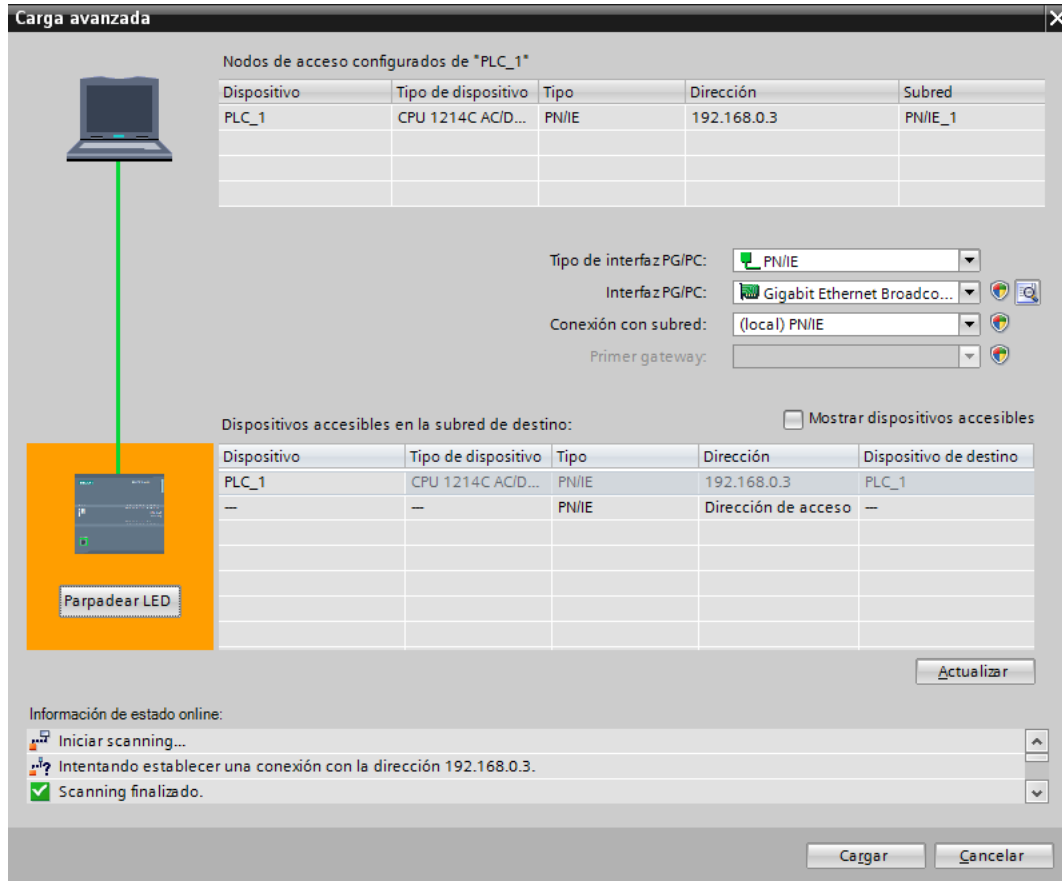 Carga avanzada
Nodos de acceso configurados de "PLC_1"
Dispositivo Tipo de dispositivo Tipo Dirección Subred
PLC_1 CPU 1214C AC/D... PN/IE 192.168.0.3 PN/IE_1
Tipo de interfaz PG/PC: PN/IE
Interfaz PG/PC: Gigabit Ethernet Broadco...
Conexión con subred: (local) PN/IE
Primer gateway:
Dispositivos accesibles en la subred de destino: Mostrar dispositivos accesibles
Dispositivo Tipo de dispositivo Tipo Dirección Dispositivo de destino
PLC_1 CPU 1214C AC/D... PN/IE 192.168.0.3 PLC_1
— — PN/IE Dirección de acceso —
Parpadear LED
Actualizar
Información de estado online:
Iniciar scanning...
Intentando establecer una conexión con la dirección 192.168.0.3.
Scanning finalizado.
Cargar Cancelar